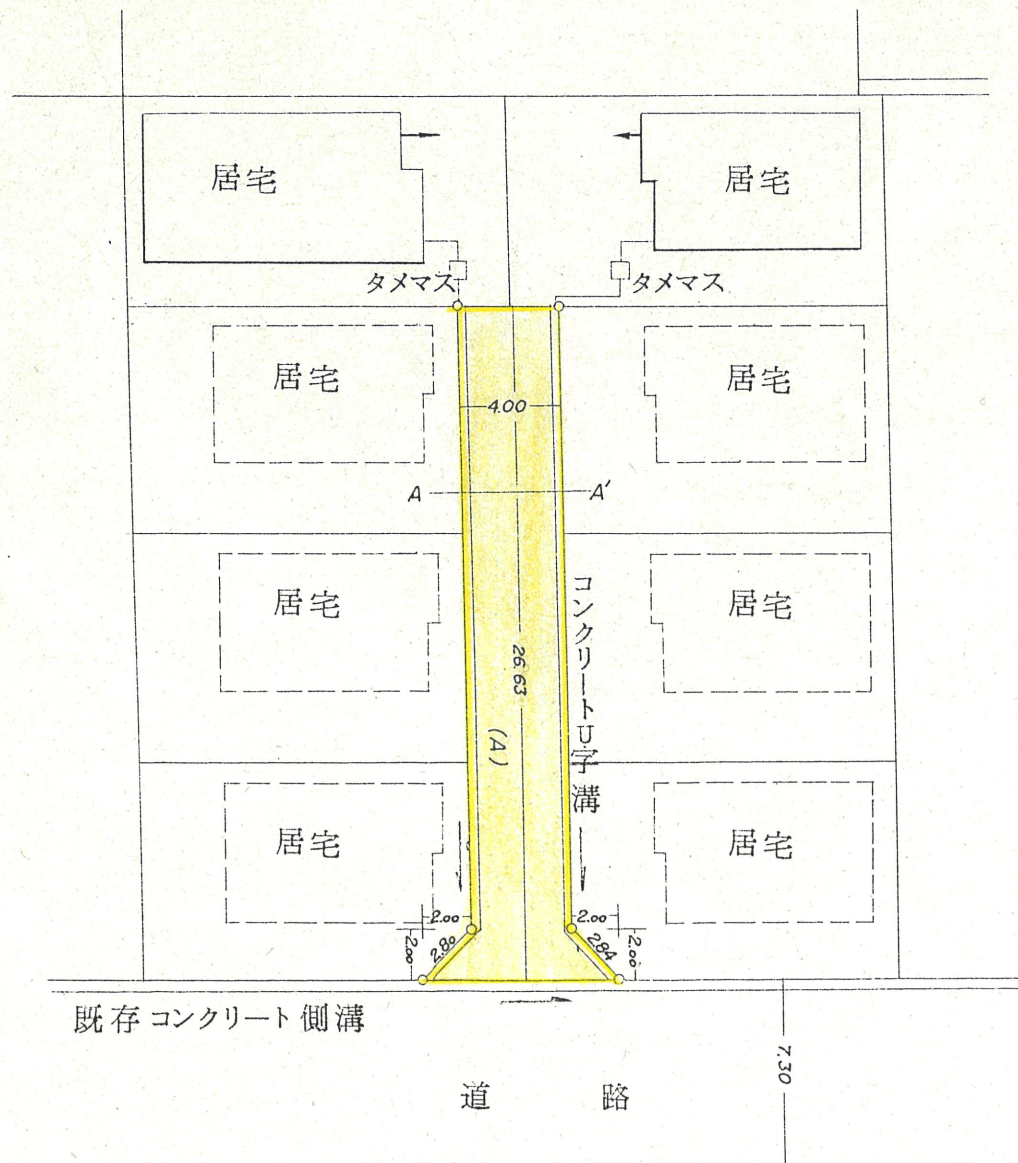 居宅
居宅
タメマス
タメマス
居宅
居宅
4.00
A
A'
居宅
居宅
コンクリートU字溝
26.63
(A)
居宅
居宅
2.00
2.00
2.00
2.80
2.84
2.00
既存コンクリート側溝
7.30
道路